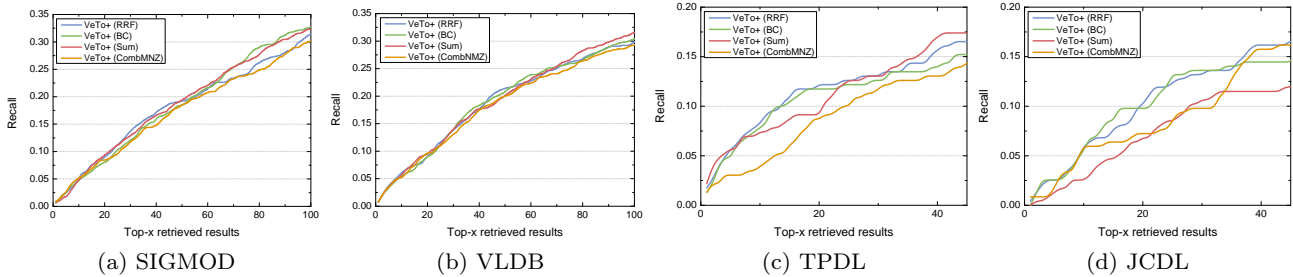 0.35
0.30
0.25
0.20
0.15
0.10
0.05
0.00
Recall
VeTo+ (RRF)
VeTo+ (BC)
VeTo+ (Sum)
VeTo+ (CombMNZ)
0 20 40 60 80 100
Top-x retrieved results
(a) SIGMOD
0.35
0.30
0.25
0.20
0.15
0.10
0.05
0.00
Recall
VeTo+ (RRF)
VeTo+ (BC)
VeTo+ (Sum)
VeTo+ (CombNMZ)
0 20 40 60 80 100
Top-x retrieved results
(b) VLDB
0.20
0.15
0.10
0.05
0.00
Recall
VeTo+ (RRF)
VeTo+ (BC)
VeTo+ (Sum)
VeTo+ (CombMNZ)
0 20 40
Top-x retrieved results
(c) TPDL
0.20
0.15
0.10
0.05
0.00
Recall
VeTo+ (RRF)
VeTo+ (BC)
VeTo+ (Sum)
VeTo+ (CombMNZ)
0 20 40
Top-x retrieved results
(d) JCDL